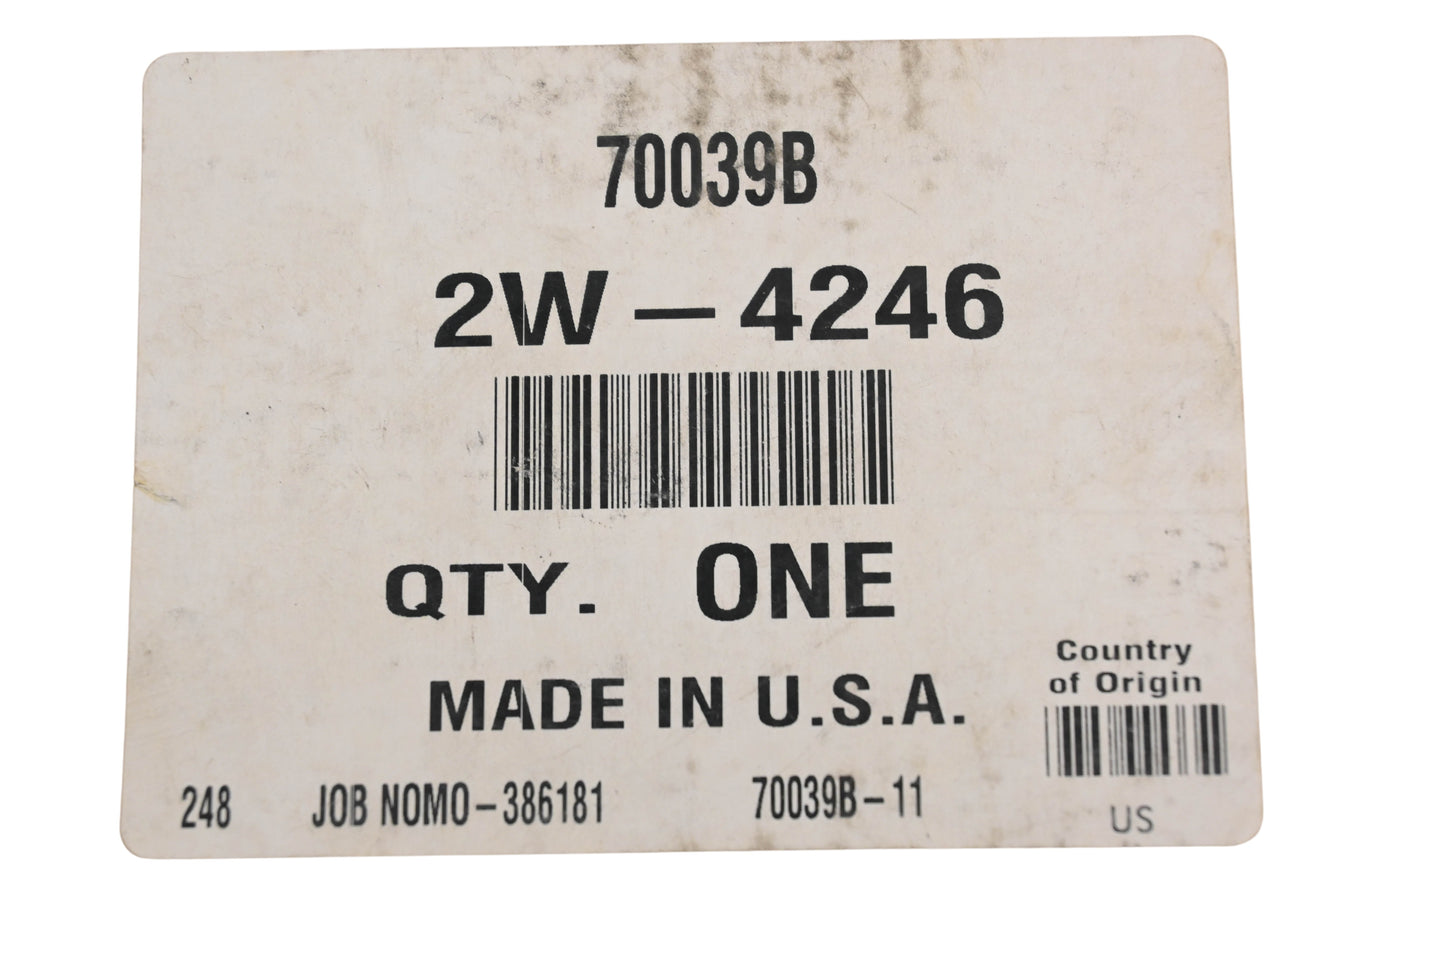 70039B
2W-4246
QTY. ONE
MADE IN U.S.A.
Country
of Origin
248 JOB NOMO-386181 70039B-11
US